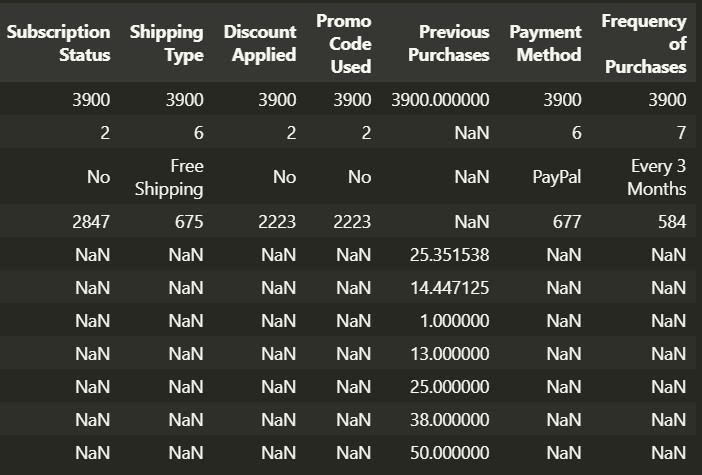 Subscription Status Shipping Type Discount Applied Promo Code Used Previous Purchases Payment Method Frequency of Purchases
3900 3900 3900 3900 3900.000000 3900 3900
2 6 2 2 NaN 6 7
No Free Shipping No No NaN PayPal Every 3 Months
2847 675 2223 2223 NaN 677 584
NaN NaN NaN NaN 25.351538 NaN NaN
NaN NaN NaN NaN 14.447125 NaN NaN
NaN NaN NaN NaN 1.000000 NaN NaN
NaN NaN NaN NaN 13.000000 NaN NaN
NaN NaN NaN NaN 25.000000 NaN NaN
NaN NaN NaN NaN 38.000000 NaN NaN
NaN NaN NaN NaN 50.000000 NaN NaN